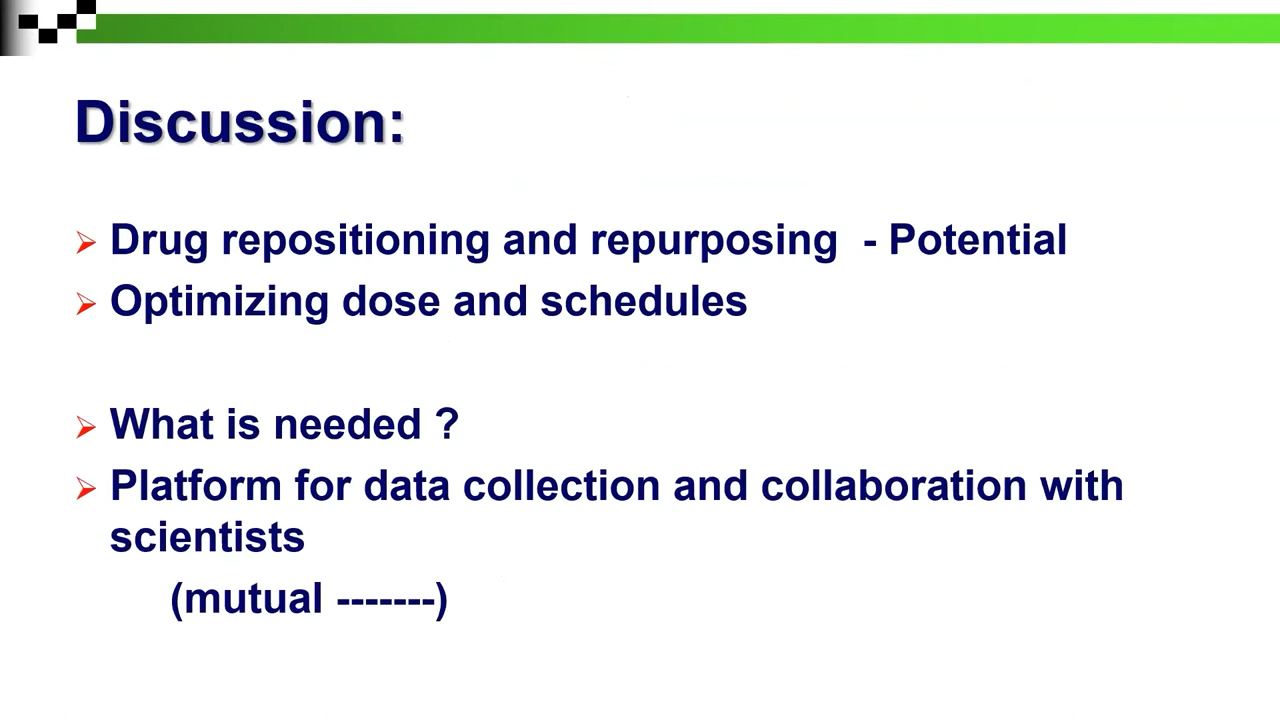 Discussion:
Drug repositioning and repurposing - Potential
Optimizing dose and schedules
What is needed ?
Platform for data collection and collaboration with
scientists
(mutual -------)